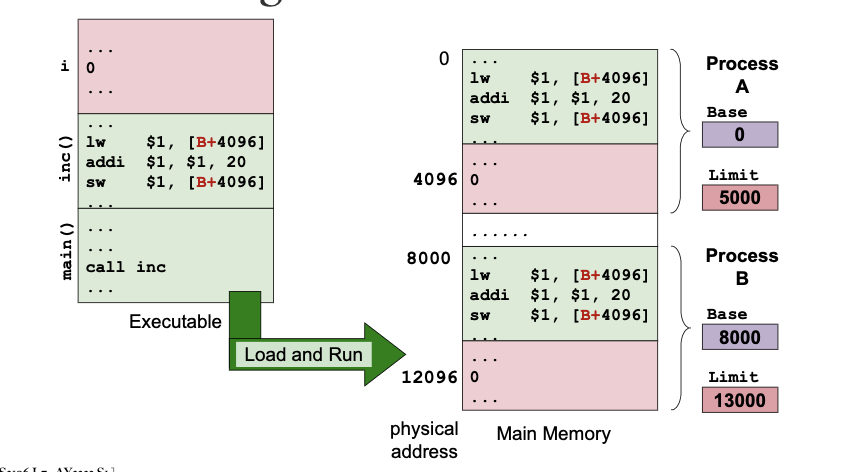 ...
i
0
...
...
inc()
lw $1, [B+4096]
addi $1, $1, 20
sw $1, [B+4096]
...
main()
...
...
call inc
...
Executable
Load and Run
0
...
lw $1, [B+4096]
addi $1, $1, 20
sw $1, [B+4096]
...
...
4096 0
...
......
8000
...
lw $1, [B+4096]
addi $1, $1, 20
sw $1, [B+4096]
...
...
12096 0
...
physical
address
Main Memory
Process
A
Base
0
Limit
5000
Process
B
Base
8000
Limit
13000